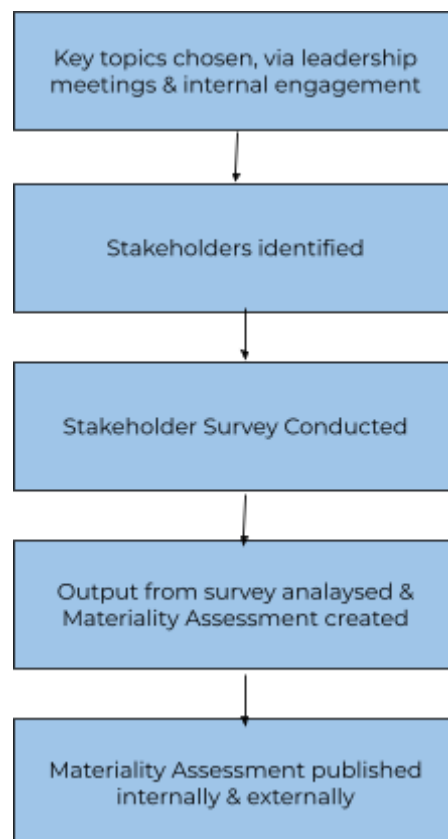 Key topics chosen, via leadership
meetings & internal engagement
Stakeholders identified
Stakeholder Survey Conducted
Output from survey analaysed &
Materiality Assessment created
Materiality Assessment published
internally & externally